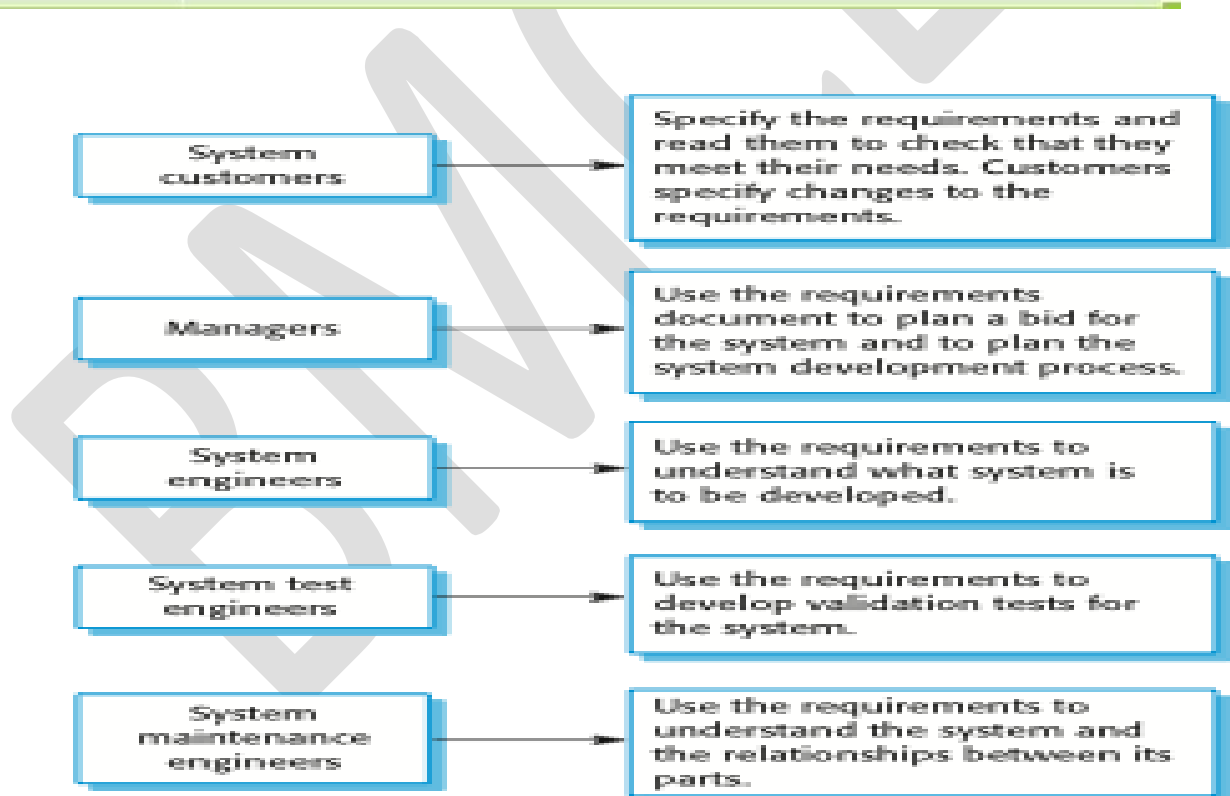 System
customers
Specify the requirements and
read them to check that they
meet their needs. Customers
specify changes to the
requirements.
Managers
Use the requirements
document to plan a bid for
the system and to plan the
system development process.
System
engineers
Use the requirements to
understand what system is
to be developed.
System test
engineers
Use the requirements to
develop validation tests for
the system.
System
maintenance
engineers
Use the requirements to
understand the system and
the relationships between its
parts.